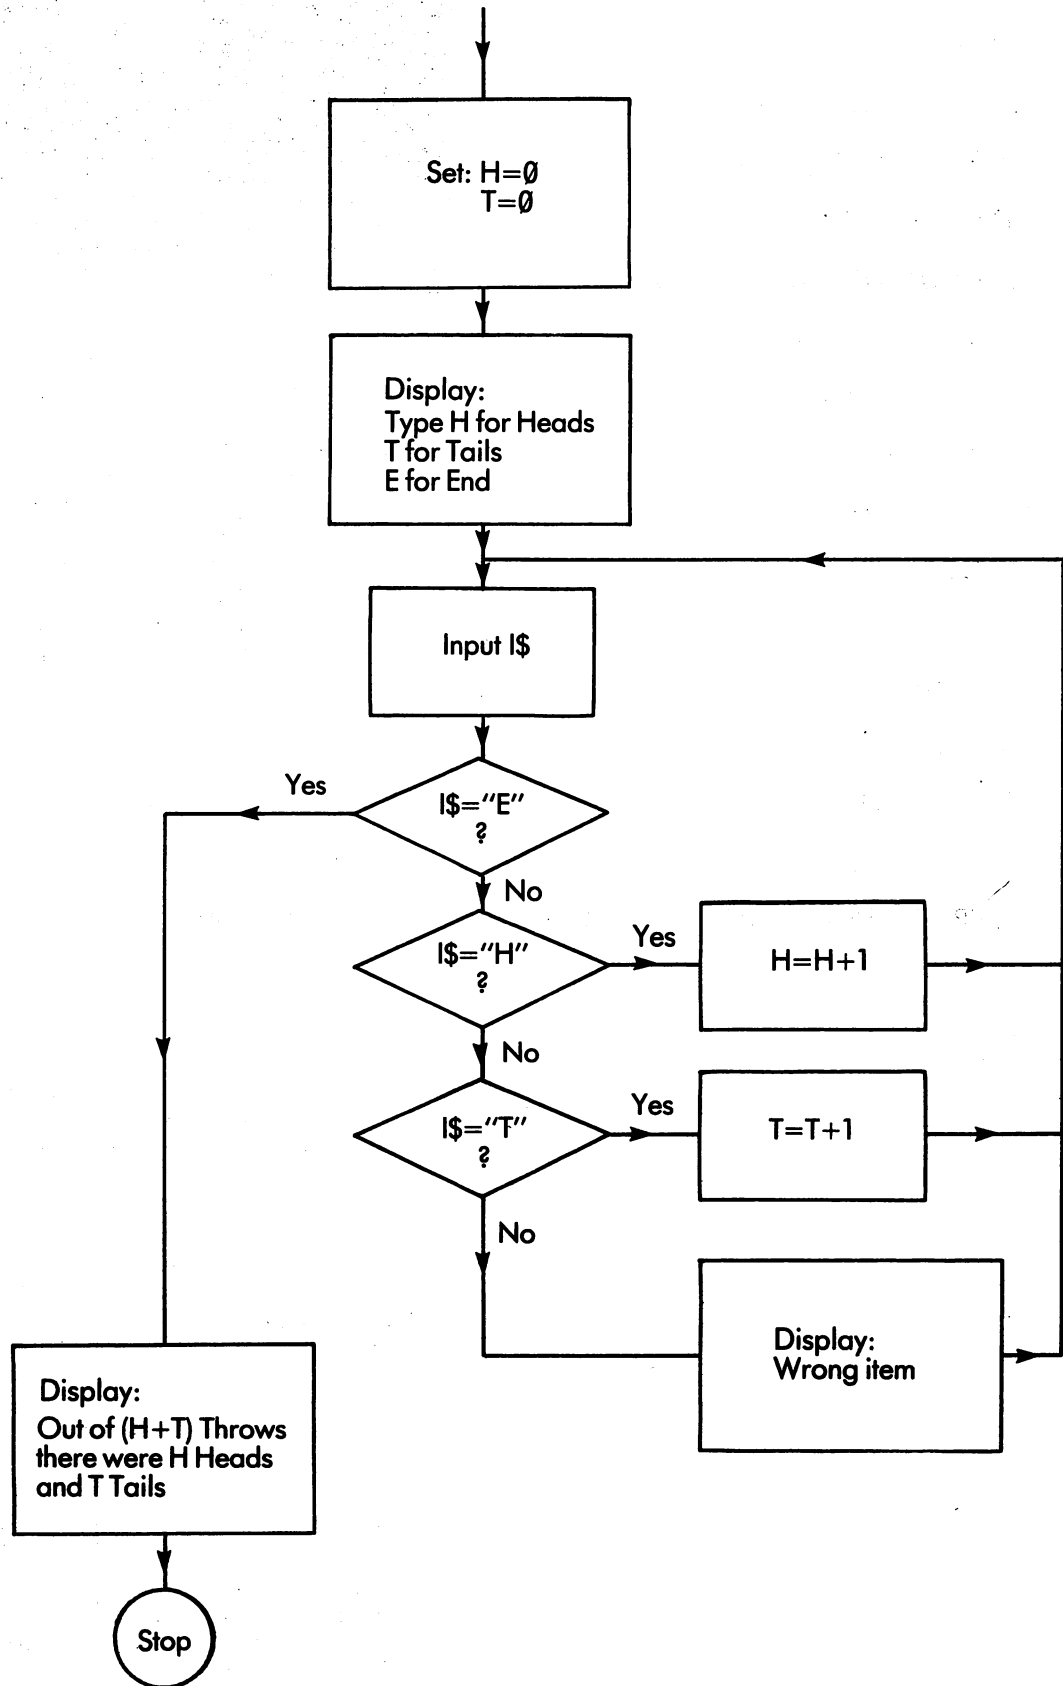 Set: H=Ø
T=Ø
Display:
Type H for Heads
T for Tails
E for End
Input I$
Yes
I$="E"
?
No
I$="H"
?
Yes
H=H+1
No
I$="T"
?
Yes
T=T+1
No
Display:
Wrong item
Display:
Out of (H+T) Throws
there were H Heads
and T Tails
Stop